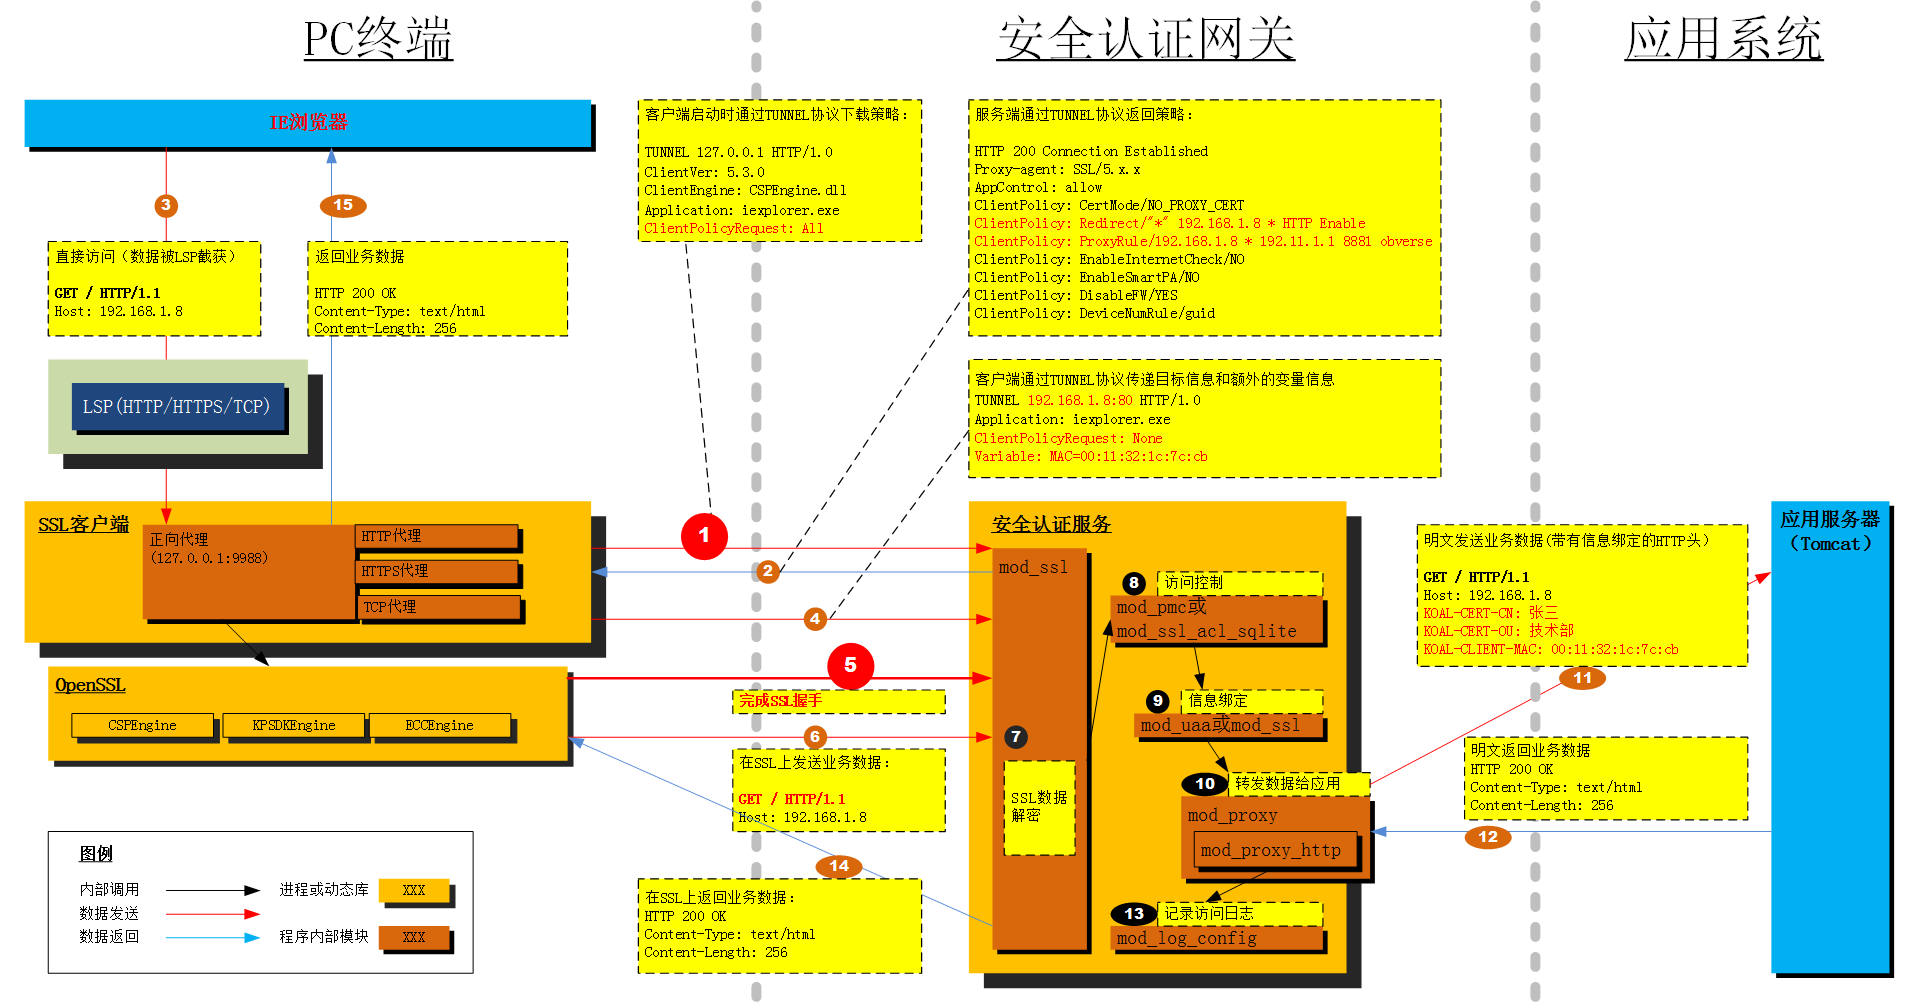 PC终端
安全认证网关
应用系统
IE浏览器
3
15
直接访问（数据被LSP截获）
GET / HTTP/1.1
Host: 192.168.1.8
返回业务数据
HTTP 200 OK
Content-Type: text/html
Content-Length: 256
LSP(HTTP/HTTPS/TCP)
客户端启动时通过TUNNEL协议下载策略：
TUNNEL 127.0.0.1 HTTP/1.0
ClientVer: 5.3.0
ClientEngine: CSPEngine.dll
Application: iexplorer.exe
ClientPolicyRequest: All
服务端通过TUNNEL协议返回策略：
HTTP 200 Connection Established
Proxy-agent: SSL/5.x.x
AppControl: allow
ClientPolicy: CertMode/NO_PROXY_CERT
ClientPolicy: Redirect/"*" 192.168.1.8 * HTTP Enable
ClientPolicy: ProxyRule/192.168.1.8 * 192.11.1.1 8881 obverse
ClientPolicy: EnableInternetCheck/NO
ClientPolicy: EnableSmartPA/NO
ClientPolicy: DisableFW/YES
ClientPolicy: DeviceNumRule/guid
客户端通过TUNNEL协议传递目标信息和额外的变量信息
TUNNEL 192.168.1.8:80 HTTP/1.0
Application: iexplorer.exe
ClientPolicyRequest: None
Variable: MAC=00:11:32:1c:7c:cb
SSL客户端
正向代理
(127.0.0.1:9988)
HTTP代理
HTTPS代理
TCP代理
1
2
4
OpenSSL
CSPEngine
KPSDKEngine
ECCEngine
5
完成SSL握手
6
在SSL上发送业务数据：
GET / HTTP/1.1
Host: 192.168.1.8
14
在SSL上返回业务数据：
HTTP 200 OK
Content-Type: text/html
Content-Length: 256
安全认证服务
mod_ssl
7
SSL数据
解密
8
访问控制
mod_pmc或
mod_ssl_acl_sqlite
9
信息绑定
mod_uaa或mod_ssl
10
转发数据给应用
mod_proxy
mod_proxy_http
13
记录访问日志
mod_log_config
明文发送业务数据(带有信息绑定的HTTP头）
GET / HTTP/1.1
Host: 192.168.1.8
KOAL-CERT-CN: 张三
KOAL-CERT-OU: 技术部
KOAL-CLIENT-MAC: 00:11:32:1c:7c:cb
11
明文返回业务数据
HTTP 200 OK
Content-Type: text/html
Content-Length: 256
12
应用服务器
（Tomcat）
图例
内部调用
进程或动态库
XXX
数据发送
数据返回
程序内部模块
XXX